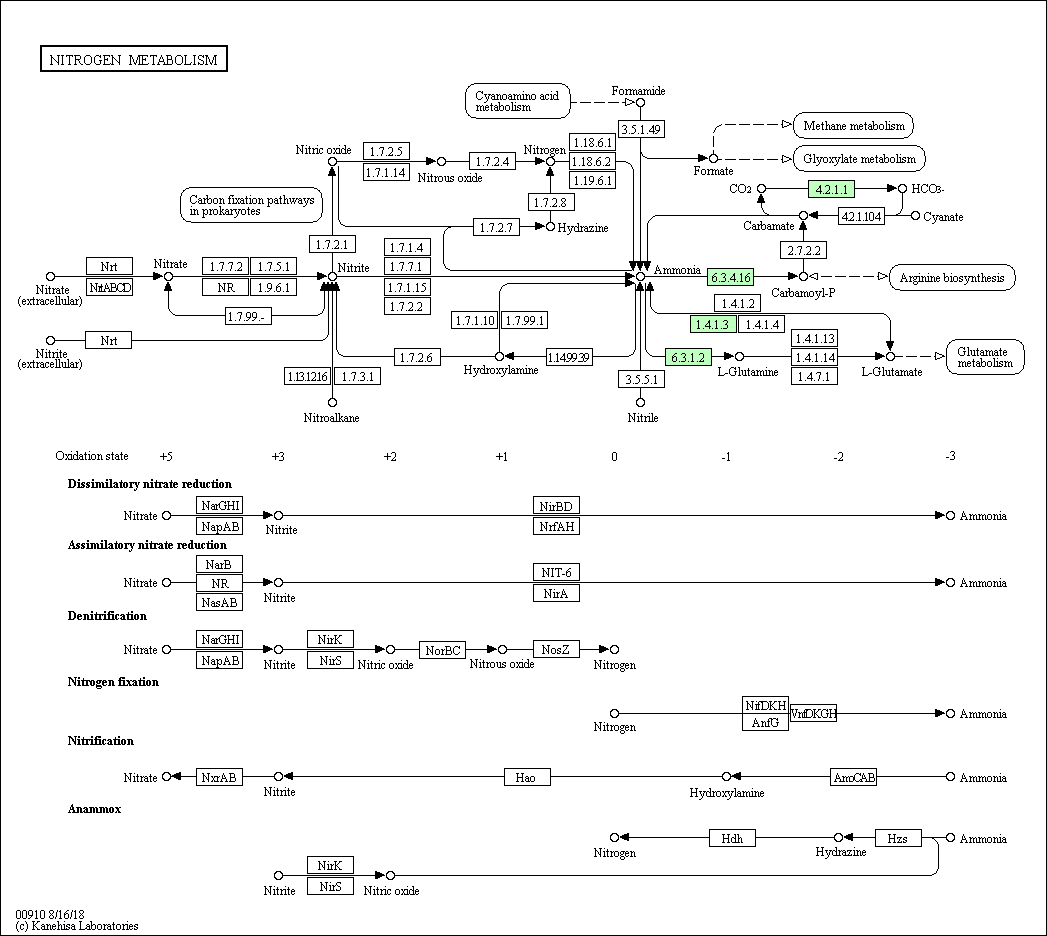 NITROGEN METABOLISM
Cyanoamino acid
metabolism
Formamide
3.5.1.49
Methane metabolism
Nitric oxide
1.7.2.5
1.7.1.14
Nitrous oxide
1.7.2.4
Nitrogen
1.18.6.1
1.18.6.2
1.19.6.1
Formate
Glyoxylate metabolism
Carbon fixation pathways
in prokaryotes
CO2
4.2.1.1
HCO3-
1.7.2.8
1.7.2.7
Hydrazine
Carbamate
4.2.1.104
Cyanate
1.7.2.1
2.7.2.2
Nrt
NrtABCD
Nitrate
(extracellular)
Nitrate
1.7.7.2
1.7.5.1
NR
1.9.6.1
Nitrite
1.7.1.4
1.7.7.1
1.7.1.15
1.7.2.2
Ammonia
6.3.4.16
Carbamoyl-P
Arginine biosynthesis
1.7.99.-
1.7.1.10
1.7.99.1
1.4.1.2
1.4.1.3
1.4.1.4
Nrt
Nitrite
(extracellular)
1.7.2.6
Hydroxylamine
1.14.99.39
6.3.1.2
L-Glutamine
1.4.1.13
1.4.1.14
1.4.7.1
L-Glutamate
Glutamate
metabolism
1.13.12.16
1.7.3.1
3.5.5.1
Nitroalkane
Nitrile
Oxidation state +5 +3 +2 +1 0 -1 -2 -3
Dissimilatory nitrate reduction
NarGHI NirBD
Nitrate Nitrite Ammonia
NapAB NrfAH
Assimilatory nitrate reduction
NarB NIT-6
Nitrate NR Nitrite Ammonia
NasAB NirA
Denitrification
NarGHI NirK
Nitrate Nitrite Nitric oxide NorBC Nitrous oxide NosZ Nitrogen
NapAB NirS
Nitrogen fixation
NifDKH VnfDKGH
Nitrogen Ammonia
AnfG
Nitrification
Nitrate NxrAB Nitrite Hao Hydroxylamine AmoCAB Ammonia
Anammox
Nitrogen Hdh Hydrazine Hzs Ammonia
NirK
Nitrite Nitric oxide
NirS
00910 8/16/18
(c) Kanehisa Laboratories